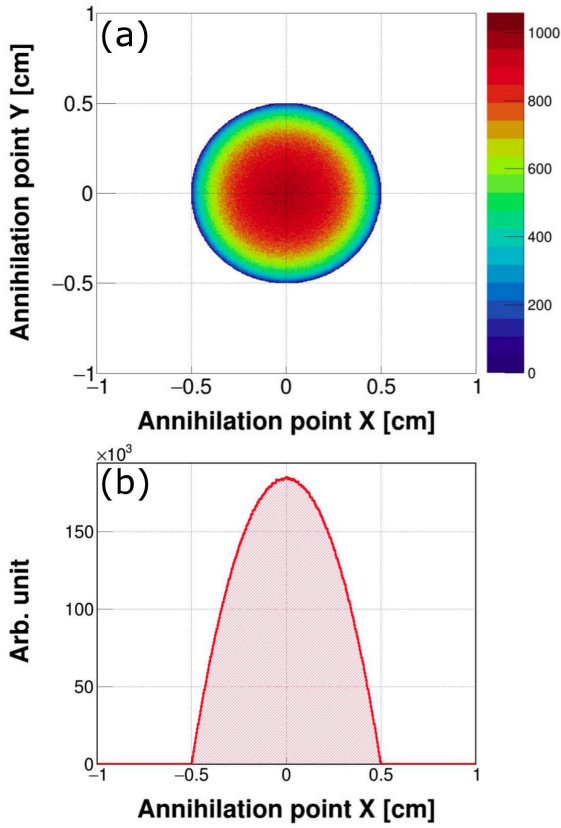 (a)
Annihilation point Y [cm]
1
0.5
0
−0.5
−1
−1 −0.5 0 0.5 1
Annihilation point X [cm]
1000
800
600
400
200
0
×10³
(b)
Arb. unit
150
100
50
0
−1 −0.5 0 0.5 1
Annihilation point X [cm]